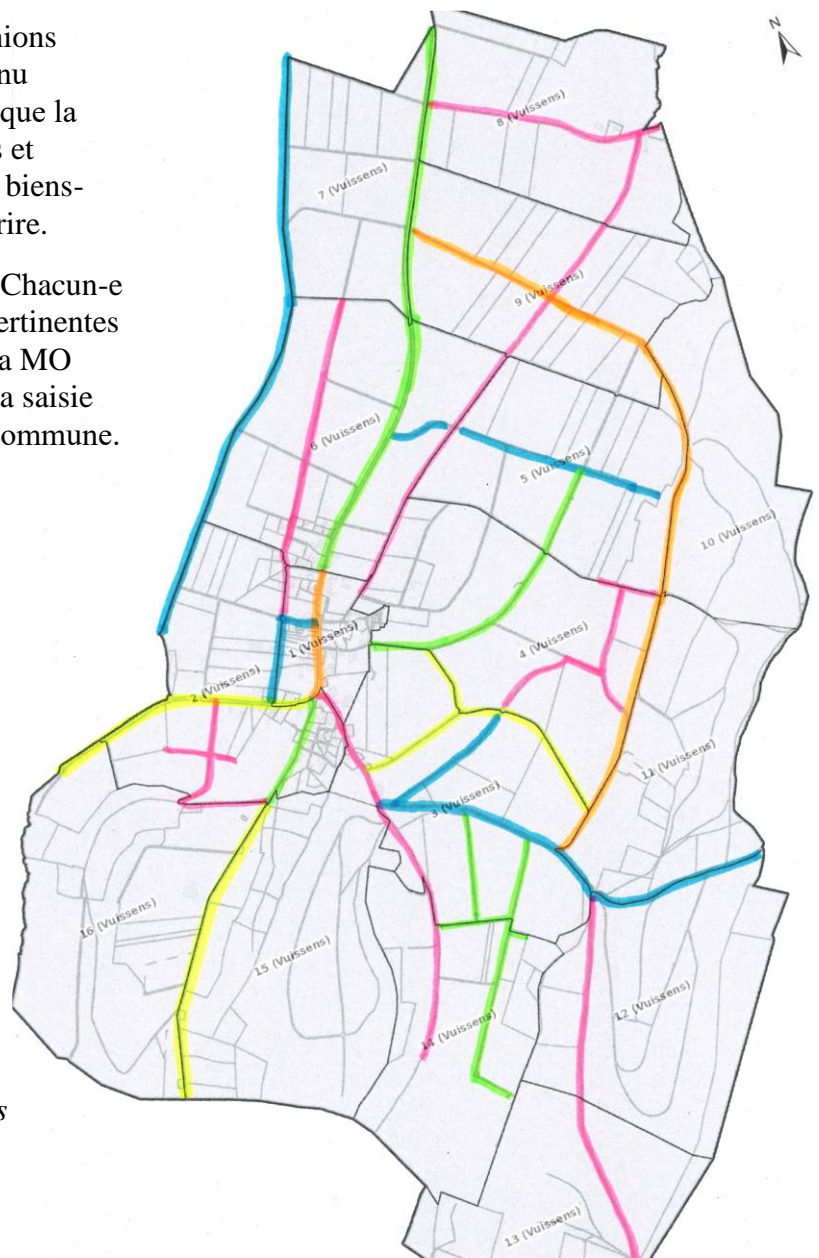 nions
nu
que la
s et
biens-
rire.
Chacun-e
ertinentes
a MO
a saisie
commune.
s
N
8 (Vuissens)
7 (Vuissens)
9 (Vuissens)
6 (Vuissens)
5 (Vuissens)
10 (Vuissens)
4 (Vuissens)
1 (Vuissens)
2 (Vuissens)
11 (Vuissens)
3 (Vuissens)
16 (Vuissens)
15 (Vuissens)
12 (Vuissens)
14 (Vuissens)
13 (Vuissens)